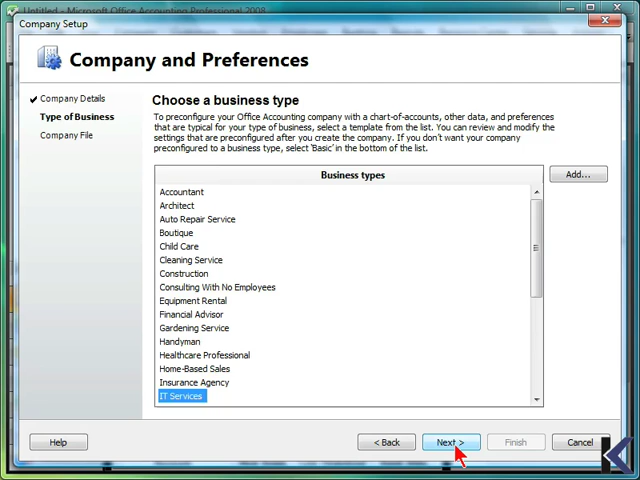 Untitled - Microsoft Office Accounting Professional 2008
Company Setup
Company and Preferences
Company Details
Type of Business
Company File
Choose a business type
To preconfigure your Office Accounting company with a chart-of-accounts, other data, and preferences
that are typical for your type of business, select a template from the list. You can review and modify the
settings that are preconfigured after you create the company. If you don't want your company
preconfigured to a business type, select 'Basic' in the bottom of the list.
Business types
Add...
Accountant
Architect
Auto Repair Service
Boutique
Child Care
Cleaning Service
Construction
Consulting With No Employees
Equipment Rental
Financial Advisor
Gardening Service
Handyman
Healthcare Professional
Home-Based Sales
Insurance Agency
IT Services
Help
< Back
Next >
Finish
Cancel